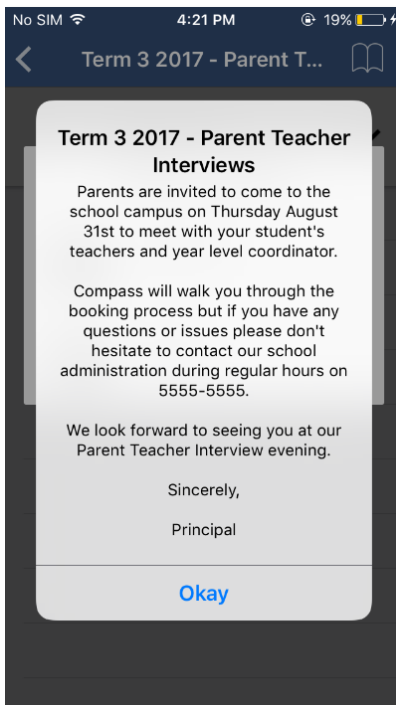 No SIM 4:21 PM 19%
Term 3 2017 - Parent T...
Term 3 2017 - Parent Teacher
Interviews
Parents are invited to come to the
school campus on Thursday August
31st to meet with your student's
teachers and year level coordinator.
Compass will walk you through the
booking process but if you have any
questions or issues please don't
hesitate to contact our school
administration during regular hours on
5555-5555.
We look forward to seeing you at our
Parent Teacher Interview evening.
Sincerely,
Principal
Okay